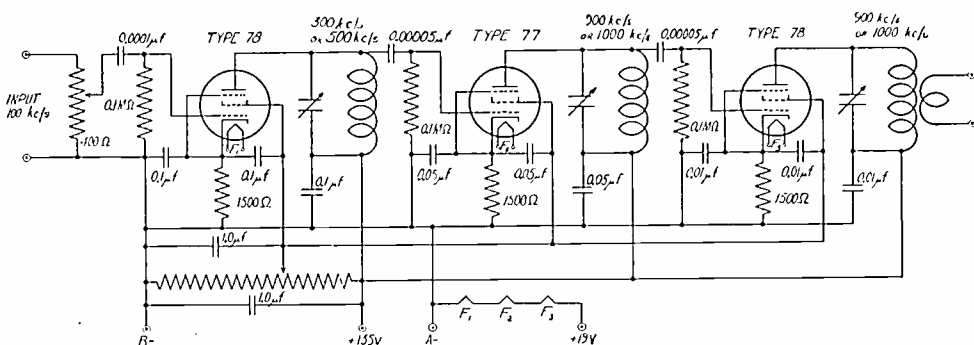 0.0001μf
TYPE 78
300 kc/s
OR 500 kc/s
0.00005μf
TYPE 77
900 kc/s
OR 1000 kc/s
0.00005μf
TYPE 78
900 kc/s
OR 1000 kc/s
INPUT
100 kc/s
400Ω
0.1MΩ
F1
0.1μf
0.1μf
1500Ω
0.1μf
0.1MΩ
0.05μf
0.05μf
1500Ω
0.05μf
0.1MΩ
F3
0.01μf
0.01μf
1500Ω
0.01μf
1.0μf
1.0μf
B-
+135V
A-
F1
F2
F3
+19V